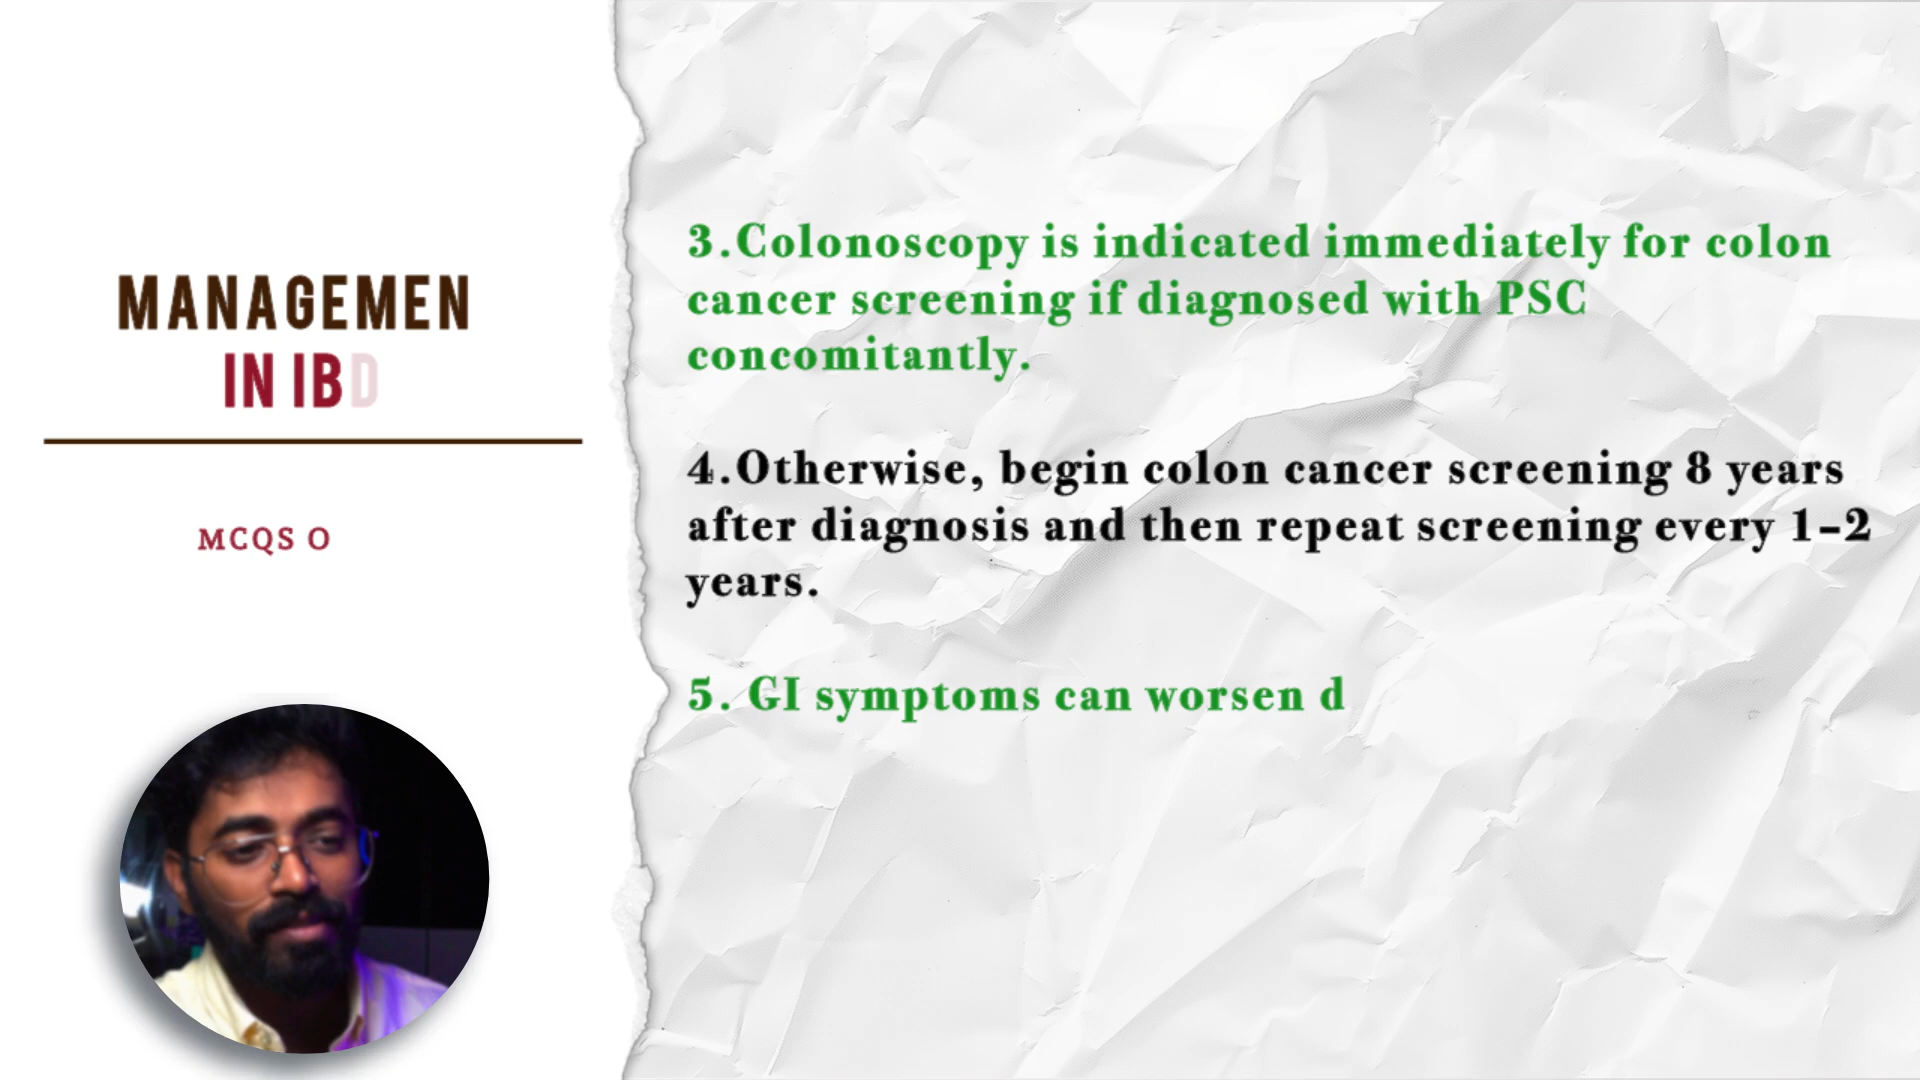 MANAGEMEN
IN IBD
MCQS O
3.Colonoscopy is indicated immediately for colon
cancer screening if diagnosed with PSC
concomitantly.
4.Otherwise, begin colon cancer screening 8 years
after diagnosis and then repeat screening every 1-2
years.
5. GI symptoms can worsen d